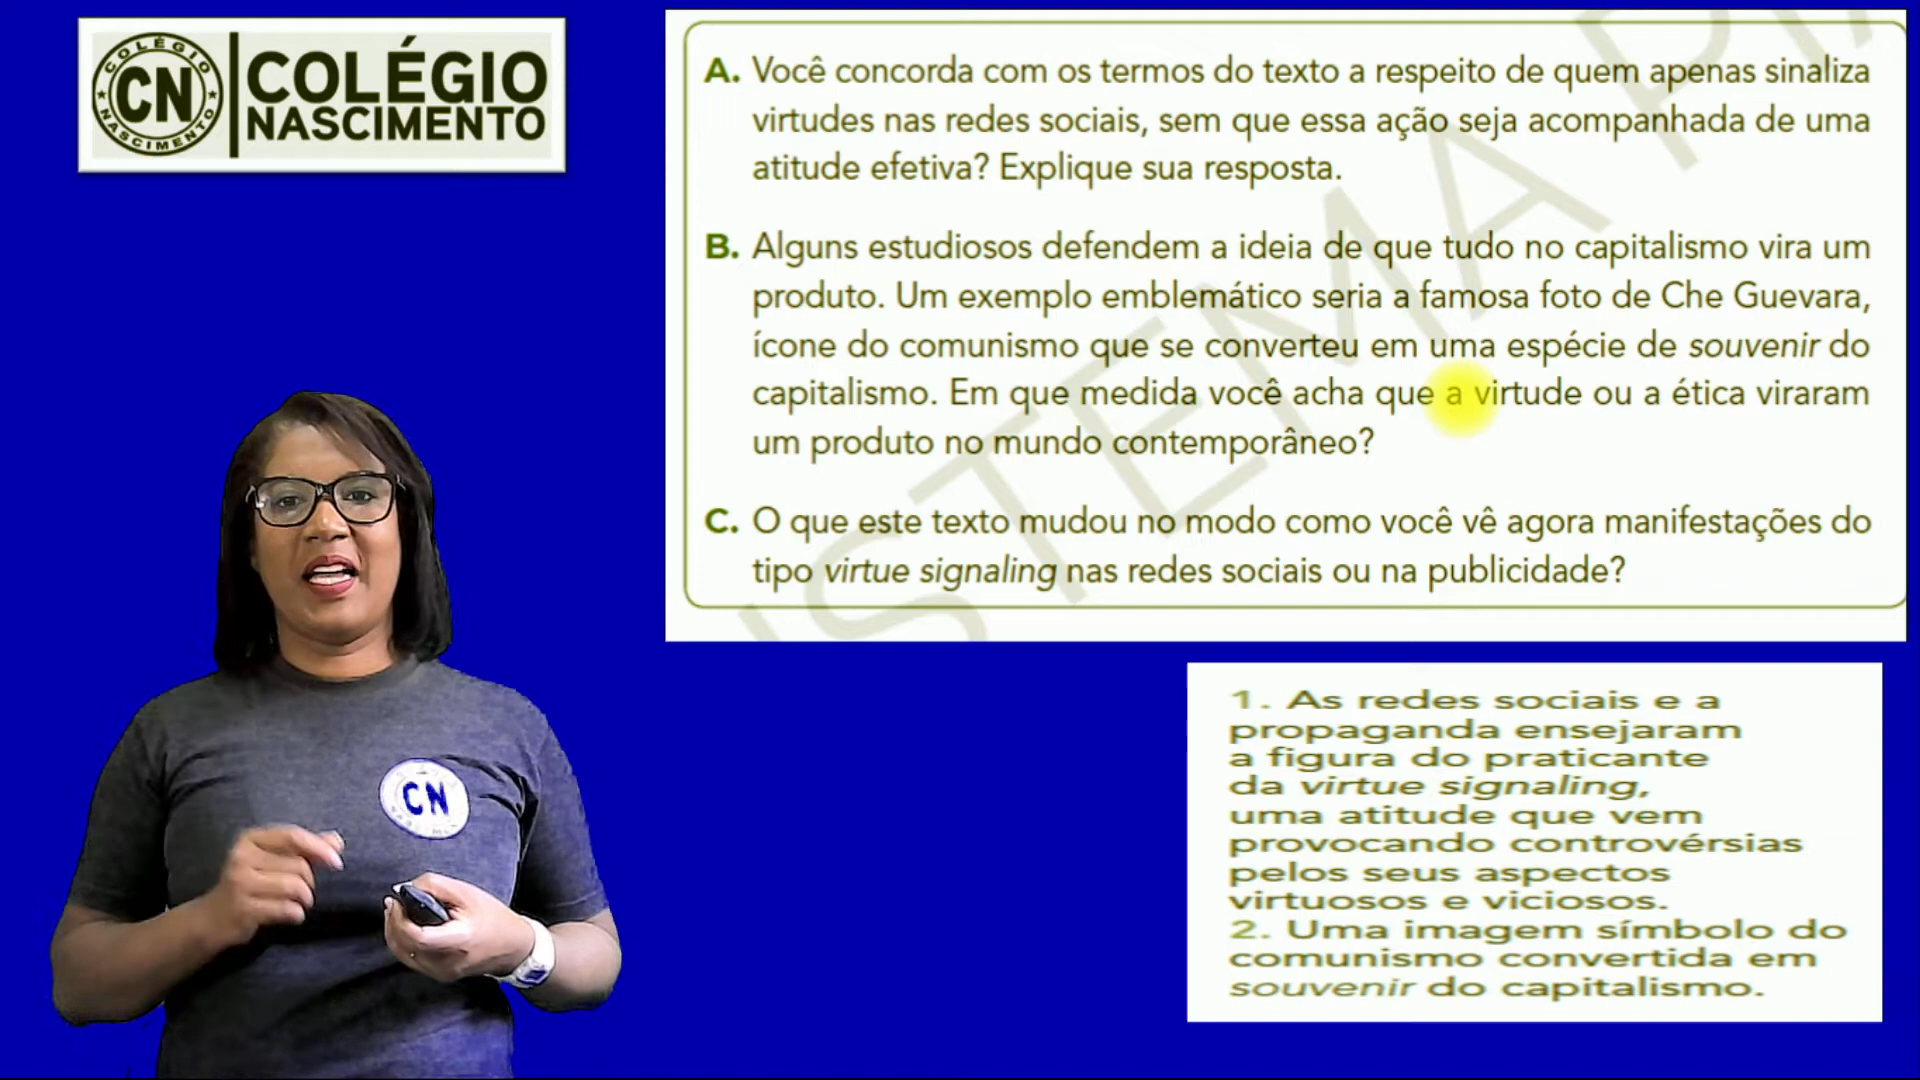 COLÉGIO
CN
NASCIMENTO
COLÉGIO
NASCIMENTO
A. Você concorda com os termos do texto a respeito de quem apenas sinaliza
virtudes nas redes sociais, sem que essa ação seja acompanhada de uma
atitude efetiva? Explique sua resposta.
B. Alguns estudiosos defendem a ideia de que tudo no capitalismo vira um
produto. Um exemplo emblemático seria a famosa foto de Che Guevara,
ícone do comunismo que se converteu em uma espécie de souvenir do
capitalismo. Em que medida você acha que a virtude ou a ética viraram
um produto no mundo contemporâneo?
C. O que este texto mudou no modo como você vê agora manifestações do
tipo virtue signaling nas redes sociais ou na publicidade?
CN
1. As redes sociais e a
propaganda ensejaram
a figura do praticante
da virtue signaling,
uma atitude que vem
provocando controvérsias
pelos seus aspectos
virtuosos e viciosos.
2. Uma imagem símbolo do
comunismo convertida em
souvenir do capitalismo.